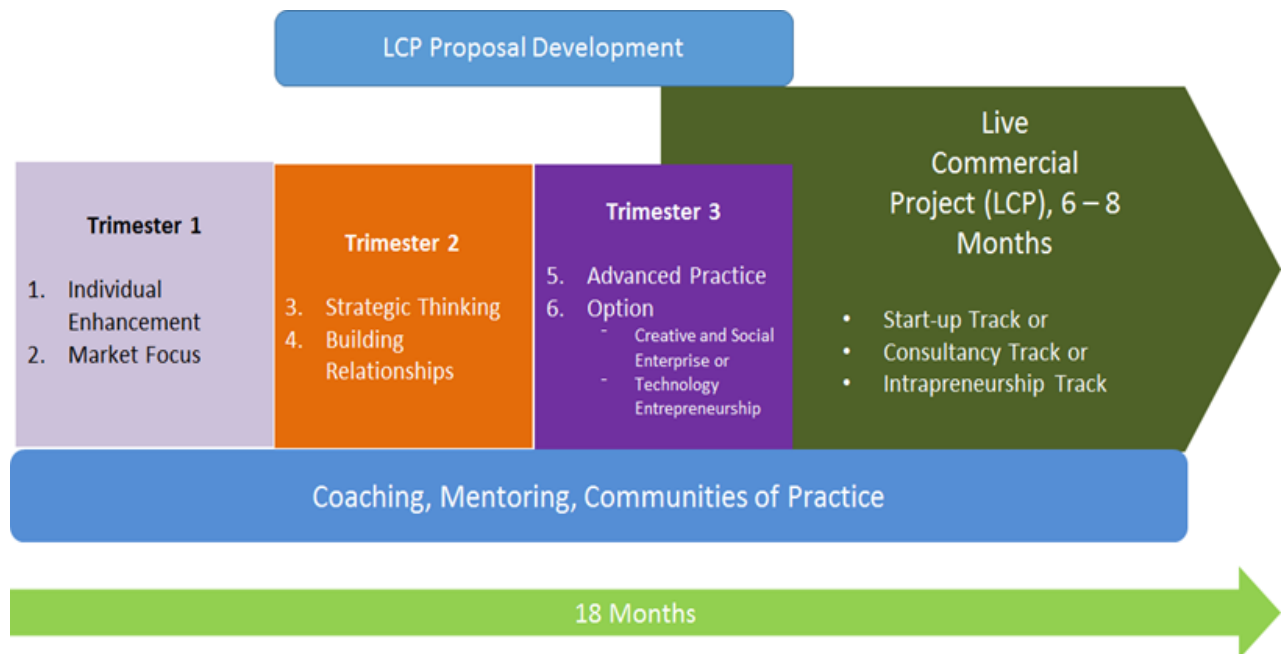 LCP Proposal Development
Trimester 1
1. Individual
Enhancement
2. Market Focus
Trimester 2
3. Strategic Thinking
4. Building
Relationships
Trimester 3
5. Advanced Practice
6. Option
- Creative and Social
Enterprise or
- Technology
Entrepreneurship
Live
Commercial
Project (LCP), 6 – 8
Months
• Start-up Track or
• Consultancy Track or
• Intrapreneurship Track
Coaching, Mentoring, Communities of Practice
18 Months